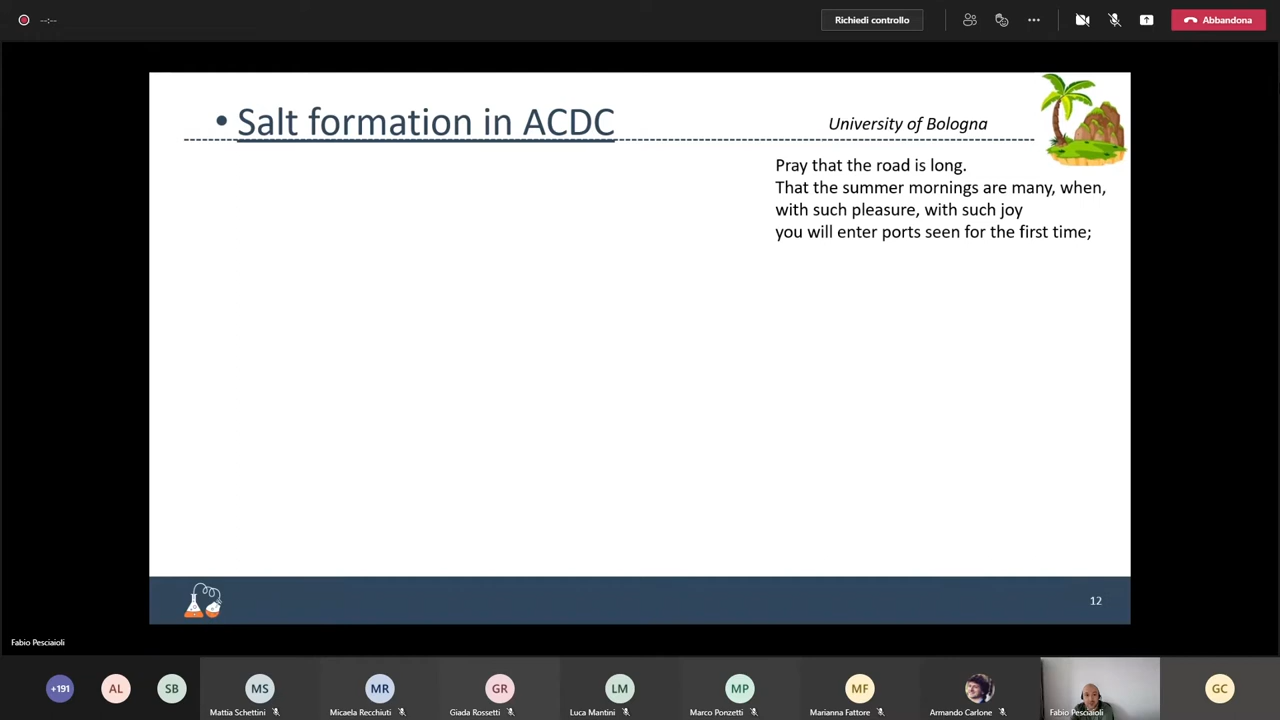 --:--
Richiedi controllo
Abbandona
• Salt formation in ACDC
University of Bologna
Pray that the road is long.
That the summer mornings are many, when,
with such pleasure, with such joy
you will enter ports seen for the first time;
12
Fabio Pesciaioli
+191
AL
SB
MS
MR
GR
LM
MP
MF
GC
Mattia Schettini
Micaela Recchiuti
Giada Rossetti
Luca Mantini
Marco Ponzetti
Marianna Fattore
Armando Carlone
Fabio Pesciaioli